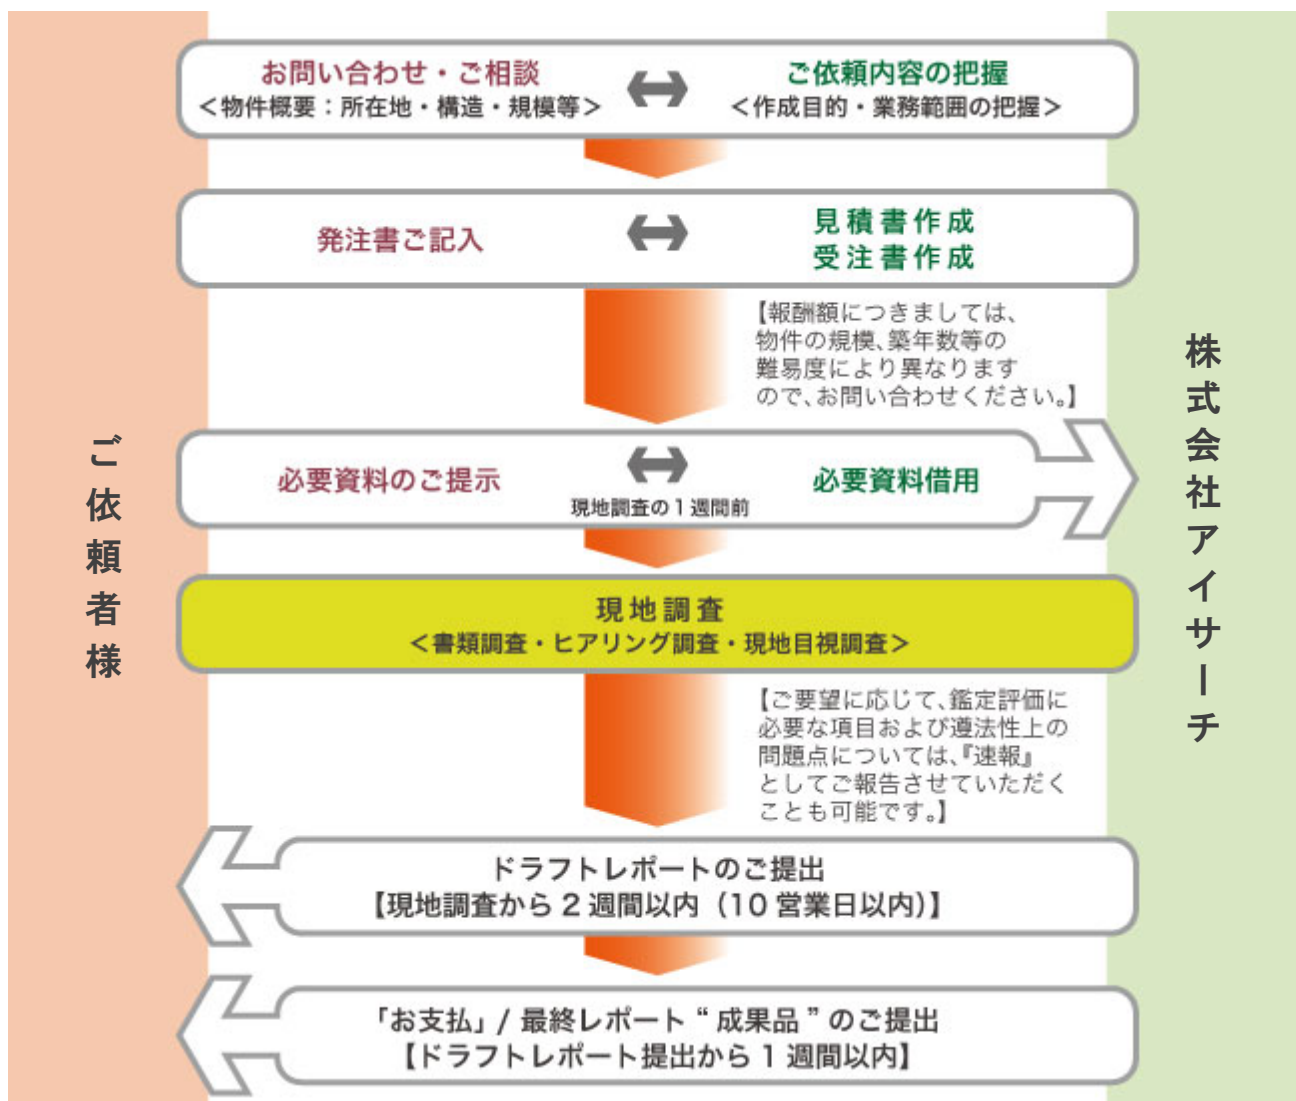 お問い合わせ・ご相談
＜物件概要：所在地・構造・規模等＞
ご依頼内容の把握
＜作成目的・業務範囲の把握＞
発注書ご記入
見積書作成
受注書作成
【報酬額につきましては、
物件の規模、築年数等の
難易度により異なります
ので、お問い合わせください。】
必要資料のご提示
現地調査の１週間前
必要資料借用
現地調査
＜書類調査・ヒアリング調査・現地目視調査＞
【ご要望に応じて、鑑定評価に
必要な項目および遵法性上の
問題点については、『速報』
としてご報告させていただく
ことも可能です。】
ドラフトレポートのご提出
【現地調査から 2 週間以内（10 営業日以内）】
「お支払」/ 最終レポート “ 成果品 ” のご提出
【ドラフトレポート提出から 1 週間以内】
ご依頼者様
株式会社アイサーチ